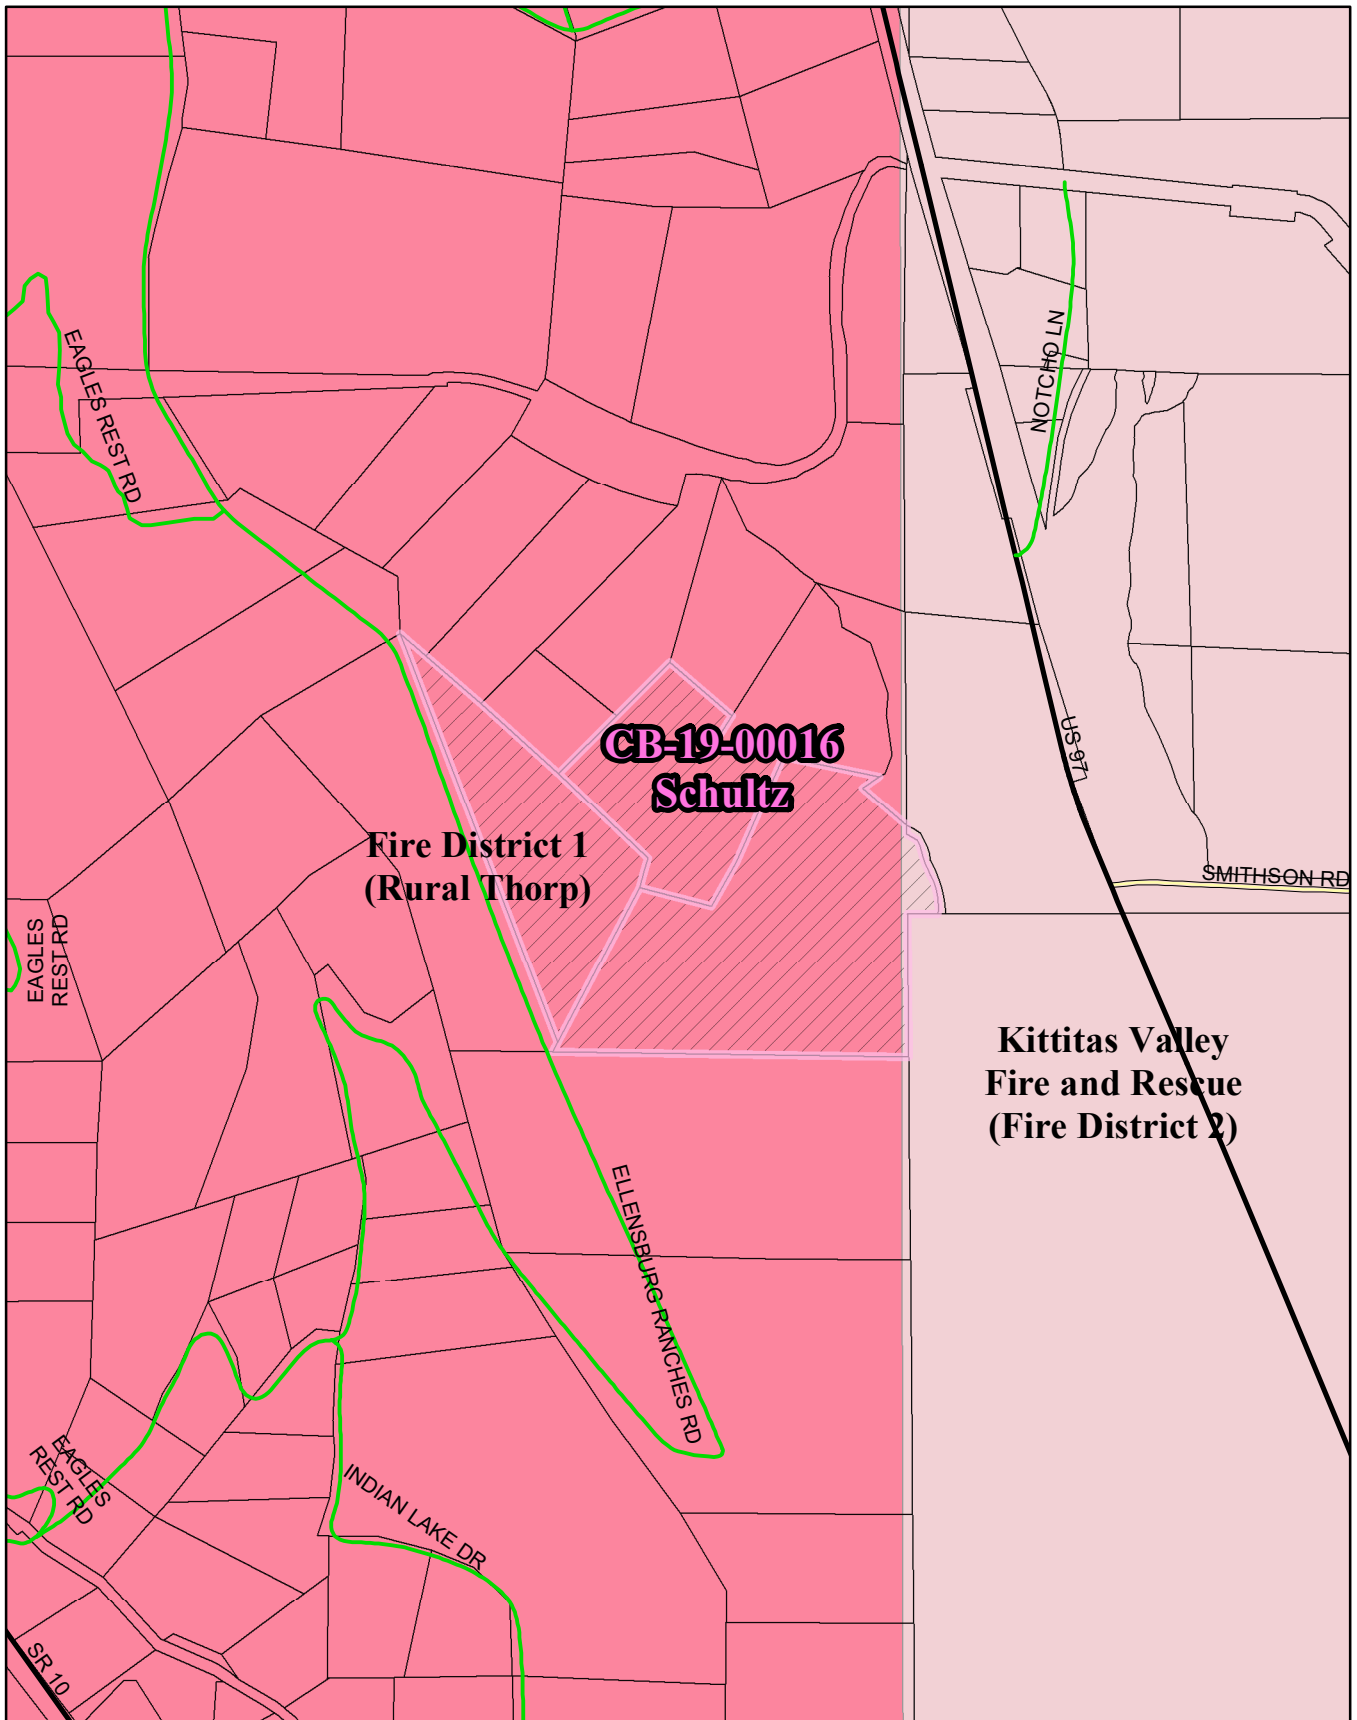 NOTCHO LN
EAGLES REST RD
CB-19-00016
Schultz
US 97
Fire District 1
(Rural Thorp)
SMITHSON RD
EAGLES
REST RD
Kittitas Valley
Fire and Rescue
(Fire District 2)
ELLENSBURG RANCHES RD
EAGLES
REST RD
INDIAN LAKE DR
SR 10